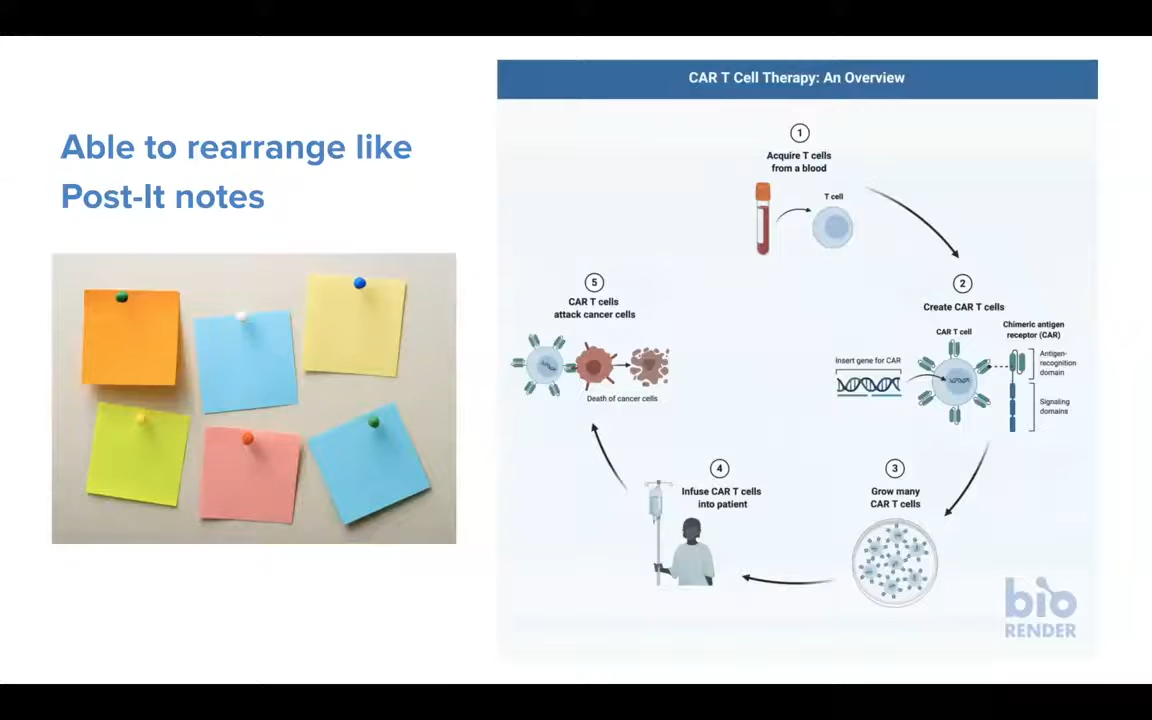 Able to rearrange like
Post-It notes
CAR T Cell Therapy: An Overview
1
Acquire T cells
from a blood
T cell
2
Create CAR T cells
CAR T cell
Chimeric antigen
receptor (CAR)
Insert gene for CAR
Antigen-
recognition
domain
Signaling
domains
3
Grow many
CAR T cells
4
Infuse CAR T cells
into patient
5
CAR T cells
attack cancer cells
Death of cancer cells
bio
RENDER